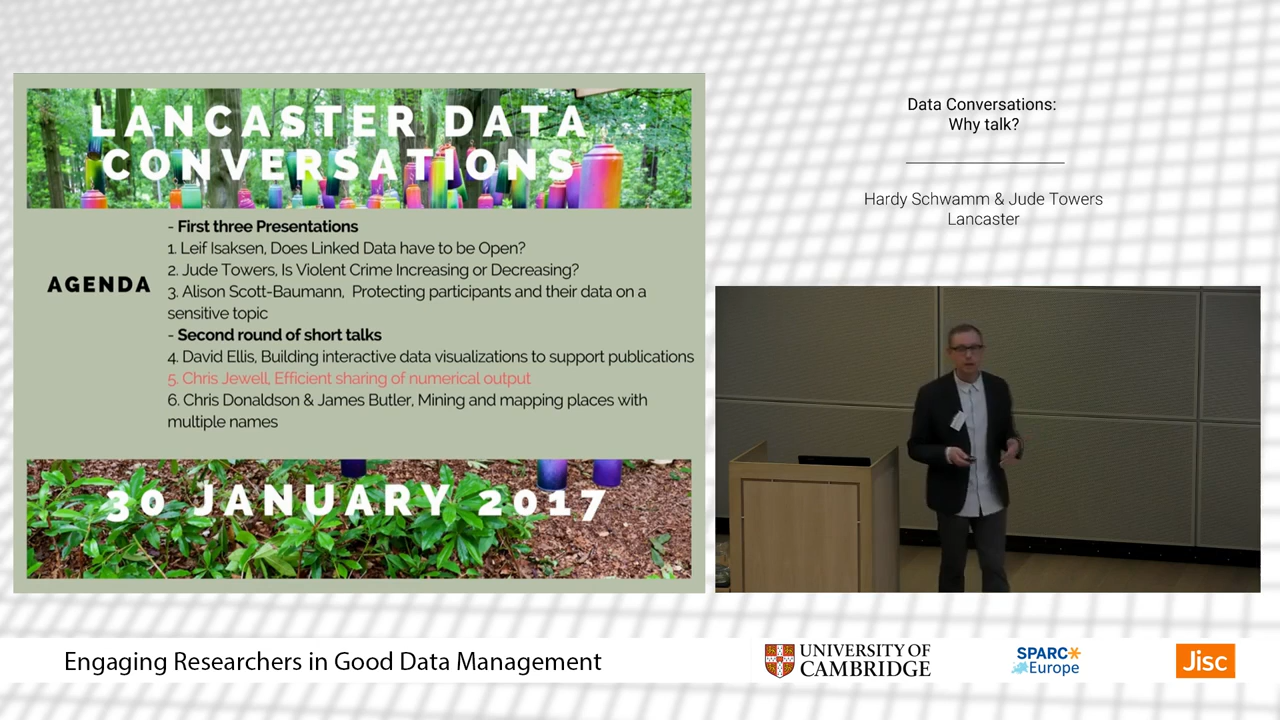 LANCASTER DATA
CONVERSATIONS
AGENDA
- First three Presentations
1. Leif Isaksen, Does Linked Data have to be Open?
2. Jude Towers, Is Violent Crime Increasing or Decreasing?
3. Alison Scott-Baumann, Protecting participants and their data on a
sensitive topic
- Second round of short talks
4. David Ellis, Building interactive data visualizations to support publications
5. Chris Jewell, Efficient sharing of numerical output
6. Chris Donaldson & James Butler, Mining and mapping places with
multiple names
30 JANUARY 2017
Data Conversations:
Why talk?
Hardy Schwamm & Jude Towers
Lancaster
Engaging Researchers in Good Data Management
UNIVERSITY OF
CAMBRIDGE
SPARC
Europe
Jisc